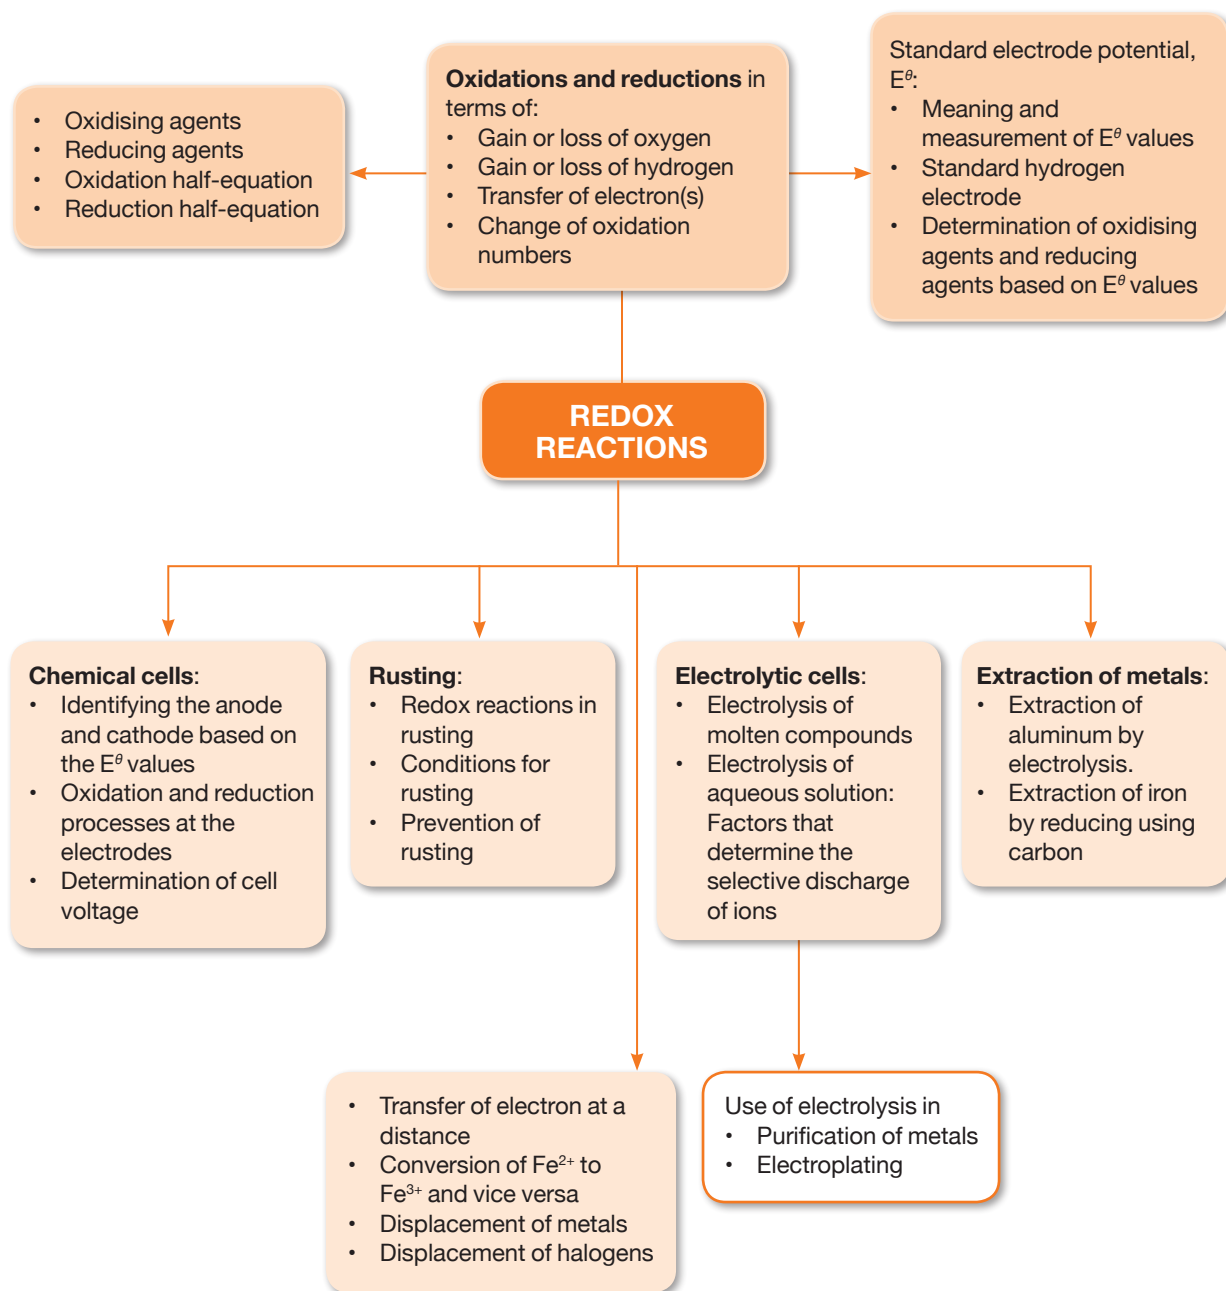 • Oxidising agents
• Reducing agents
• Oxidation half-equation
• Reduction half-equation
Oxidations and reductions in
terms of:
• Gain or loss of oxygen
• Gain or loss of hydrogen
• Transfer of electron(s)
• Change of oxidation
numbers
Standard electrode potential,
E^θ:
• Meaning and
measurement of E^θ values
• Standard hydrogen
electrode
• Determination of oxidising
agents and reducing
agents based on E^θ values
REDOX
REACTIONS
Chemical cells:
• Identifying the anode
and cathode based on
the E^θ values
• Oxidation and reduction
processes at the
electrodes
• Determination of cell
voltage
Rusting:
• Redox reactions in
rusting
• Conditions for
rusting
• Prevention of
rusting
Electrolytic cells:
• Electrolysis of
molten compounds
• Electrolysis of
aqueous solution:
Factors that
determine the
selective discharge
of ions
Extraction of metals:
• Extraction of
aluminum by
electrolysis.
• Extraction of iron
by reducing using
carbon
• Transfer of electron at a
distance
• Conversion of Fe²⁺ to
Fe³⁺ and vice versa
• Displacement of metals
• Displacement of halogens
Use of electrolysis in
• Purification of metals
• Electroplating